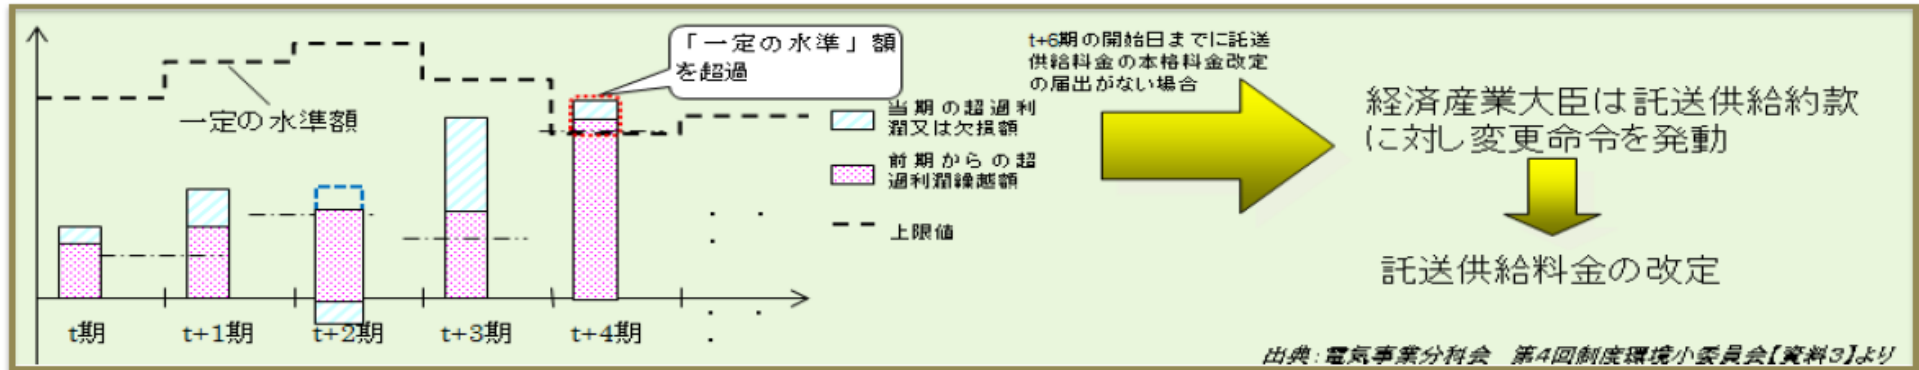 「一定の水準」額
を超過
一定の水準額
当期の超過利
潤又は欠損額
前期からの超
過利潤繰越額
上限値
t期
t+1期
t+2期
t+3期
t+4期
t+6期の開始日までに託送
供給料金の本格料金改定
の届出がない場合
経済産業大臣は託送供給約款
に対し変更命令を発動
託送供給料金の改定
出典:電気事業分科会 第4回制度環境小委員会【資料3】より